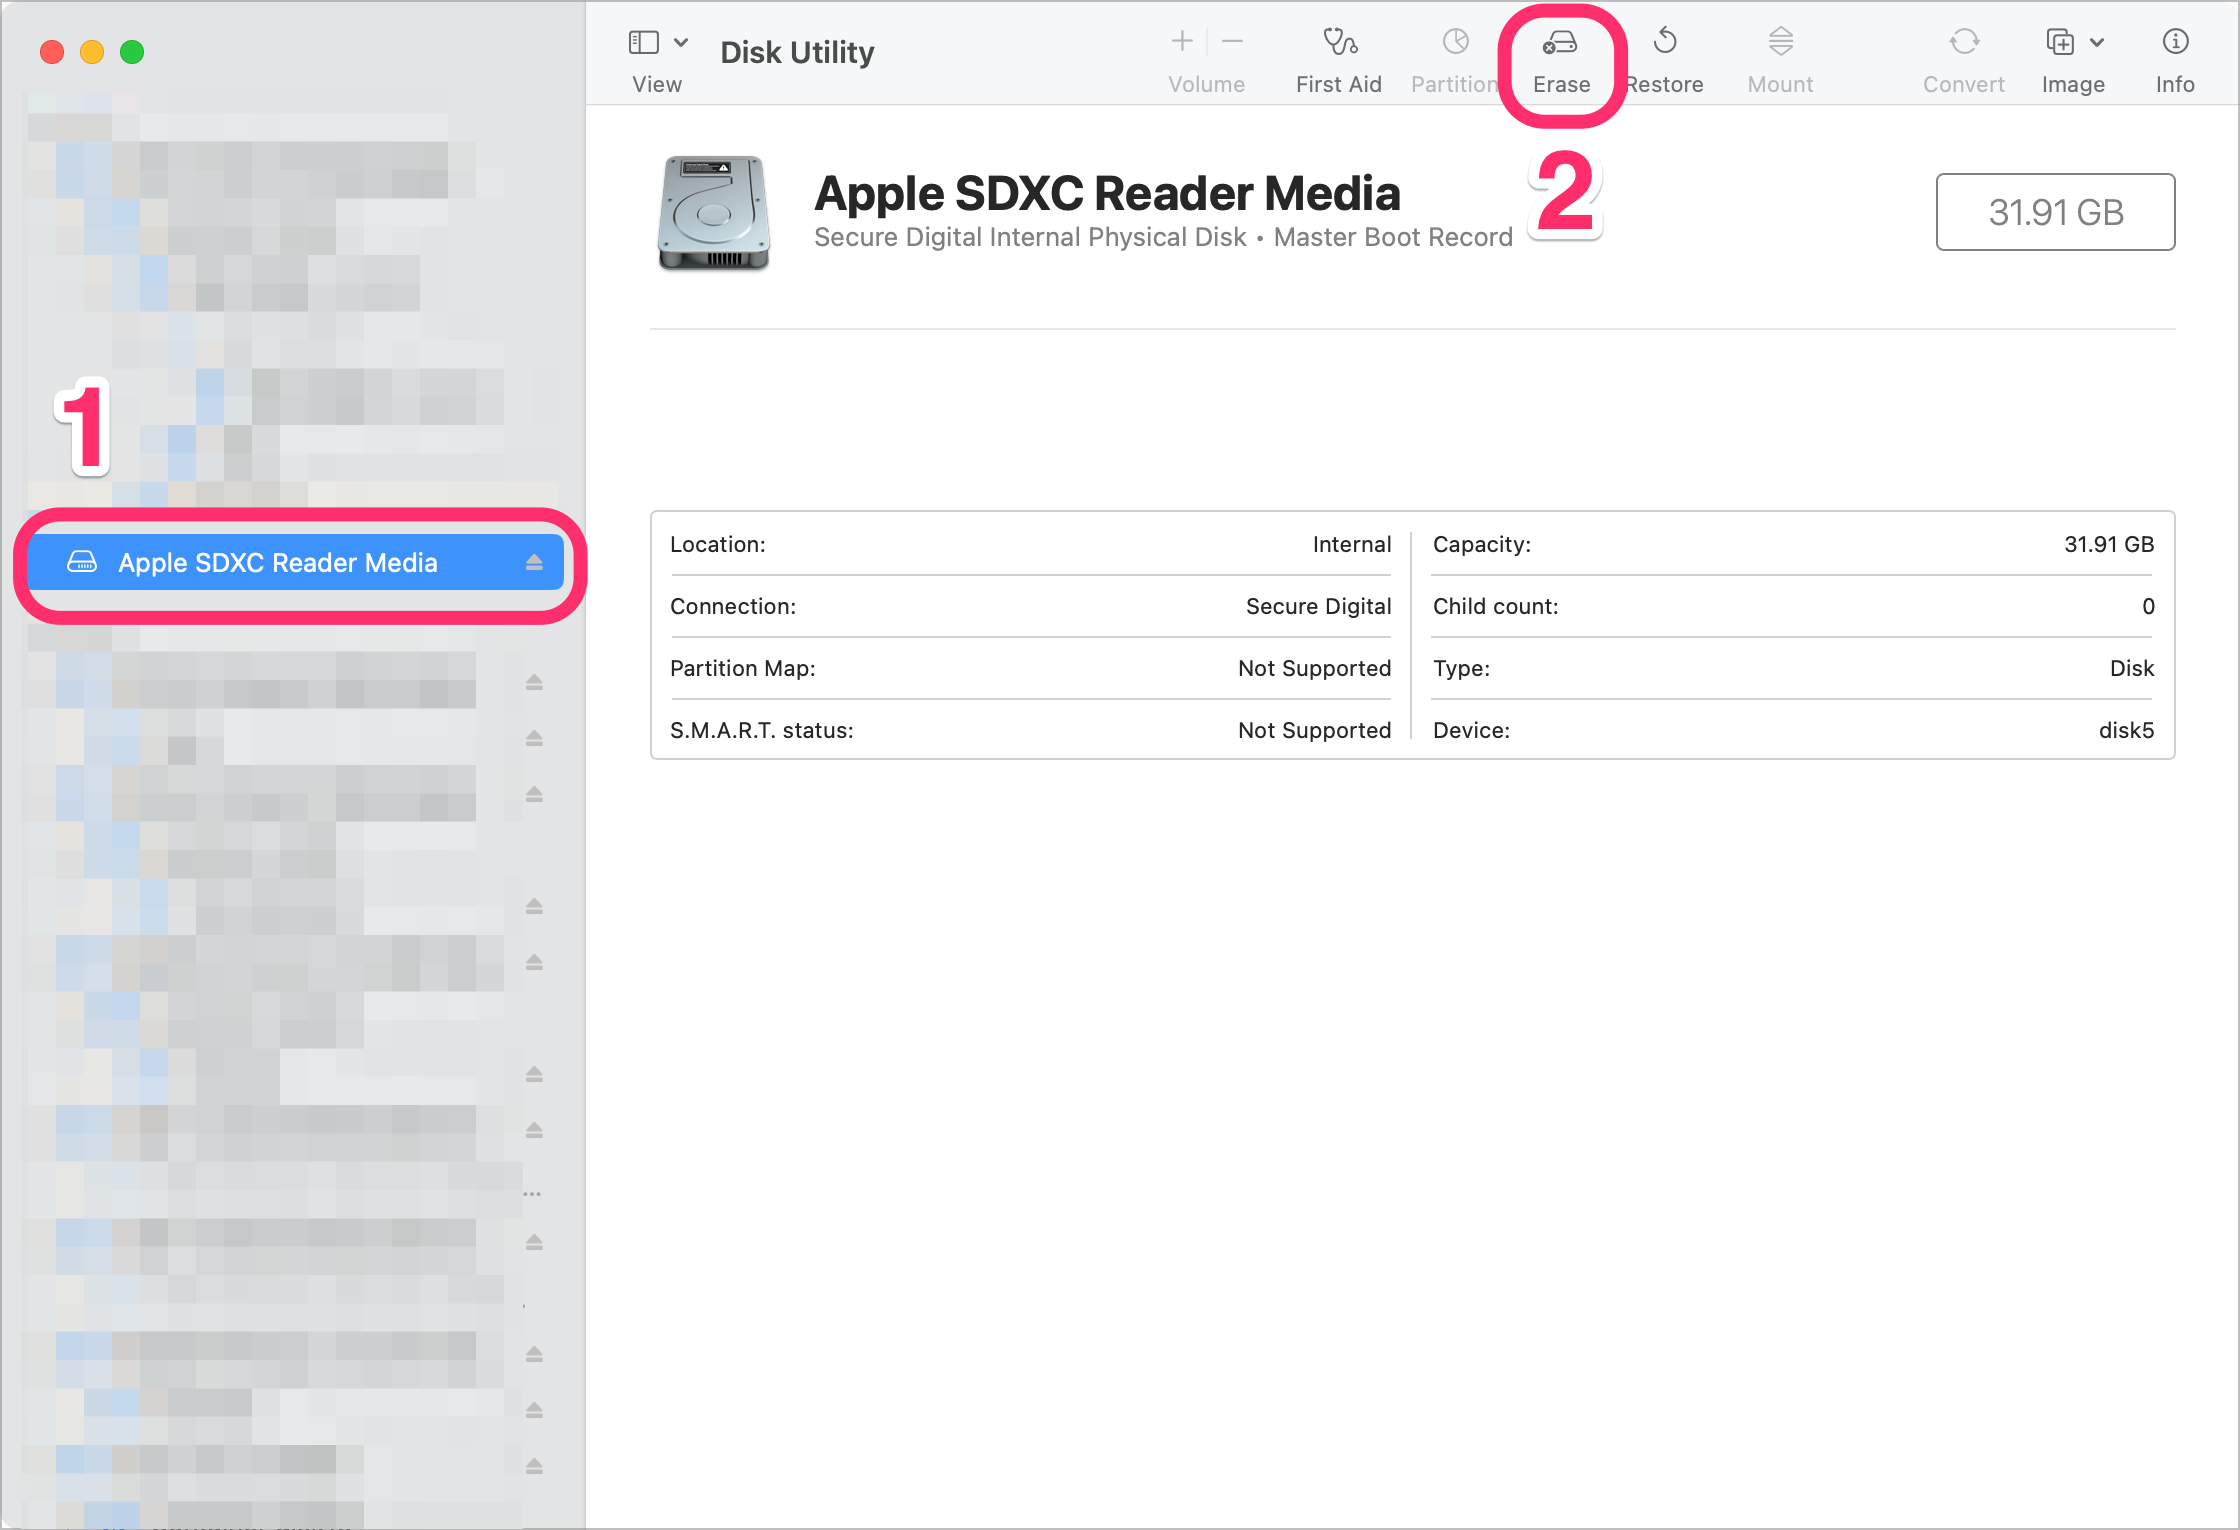 Disk Utility
View
Volume
First Aid
Partition
Erase
Restore
Mount
Convert
Image
Info
Apple SDXC Reader Media
Secure Digital Internal Physical Disk • Master Boot Record
2
31.91 GB
1
Apple SDXC Reader Media
Location: Internal
Capacity: 31.91 GB
Connection: Secure Digital
Child count: 0
Partition Map: Not Supported
Type: Disk
S.M.A.R.T. status: Not Supported
Device: disk5